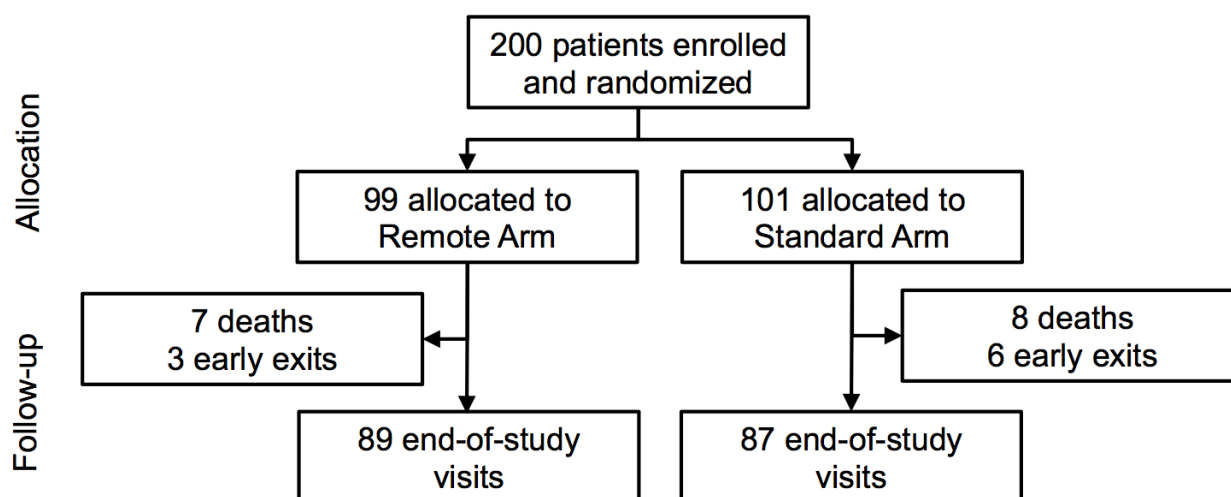 200 patients enrolled
and randomized
Allocation
99 allocated to
Remote Arm
101 allocated to
Standard Arm
Follow-up
7 deaths
3 early exits
8 deaths
6 early exits
89 end-of-study
visits
87 end-of-study
visits